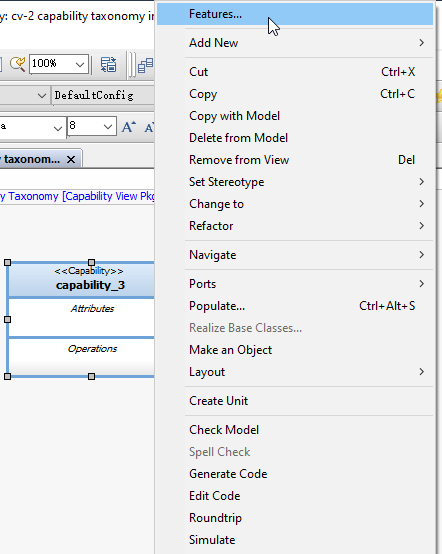 y: cv-2 capability taxonomy in
Features...
Add New
100%
DefaultConfig
Cut Ctrl+X
Copy Ctrl+C
Copy with Model
a 8 A A
Delete from Model
y taxonom... x
Remove from View Del
Set Stereotype
y Taxonomy [Capability View Pkg
Change to
Refactor
Navigate
<<Capability>>
capability_3
Attributes
Operations
Ports
Populate... Ctrl+Alt+S
Realize Base Classes...
Make an Object
Layout
Create Unit
Check Model
Spell Check
Generate Code
Edit Code
Roundtrip
Simulate